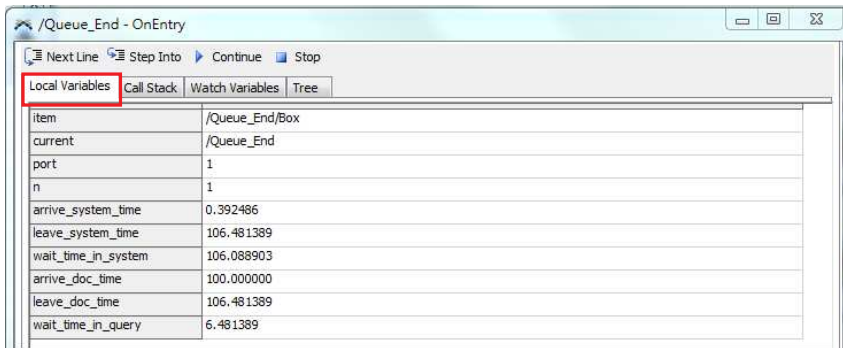 /Queue_End - OnEntry
Next Line Step Into Continue Stop
Local Variables Call Stack Watch Variables Tree
item /Queue_End/Box
current /Queue_End
port 1
n 1
arrive_system_time 0.392486
leave_system_time 106.481389
wait_time_in_system 106.088903
arrive_doc_time 100.000000
leave_doc_time 106.481389
wait_time_in_query 6.481389